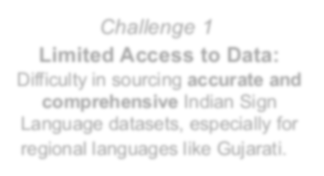 Challenge 1
Limited Access to Data:
Difficulty in sourcing accurate and
comprehensive Indian Sign
Language datasets, especially for
regional languages like Gujarati.